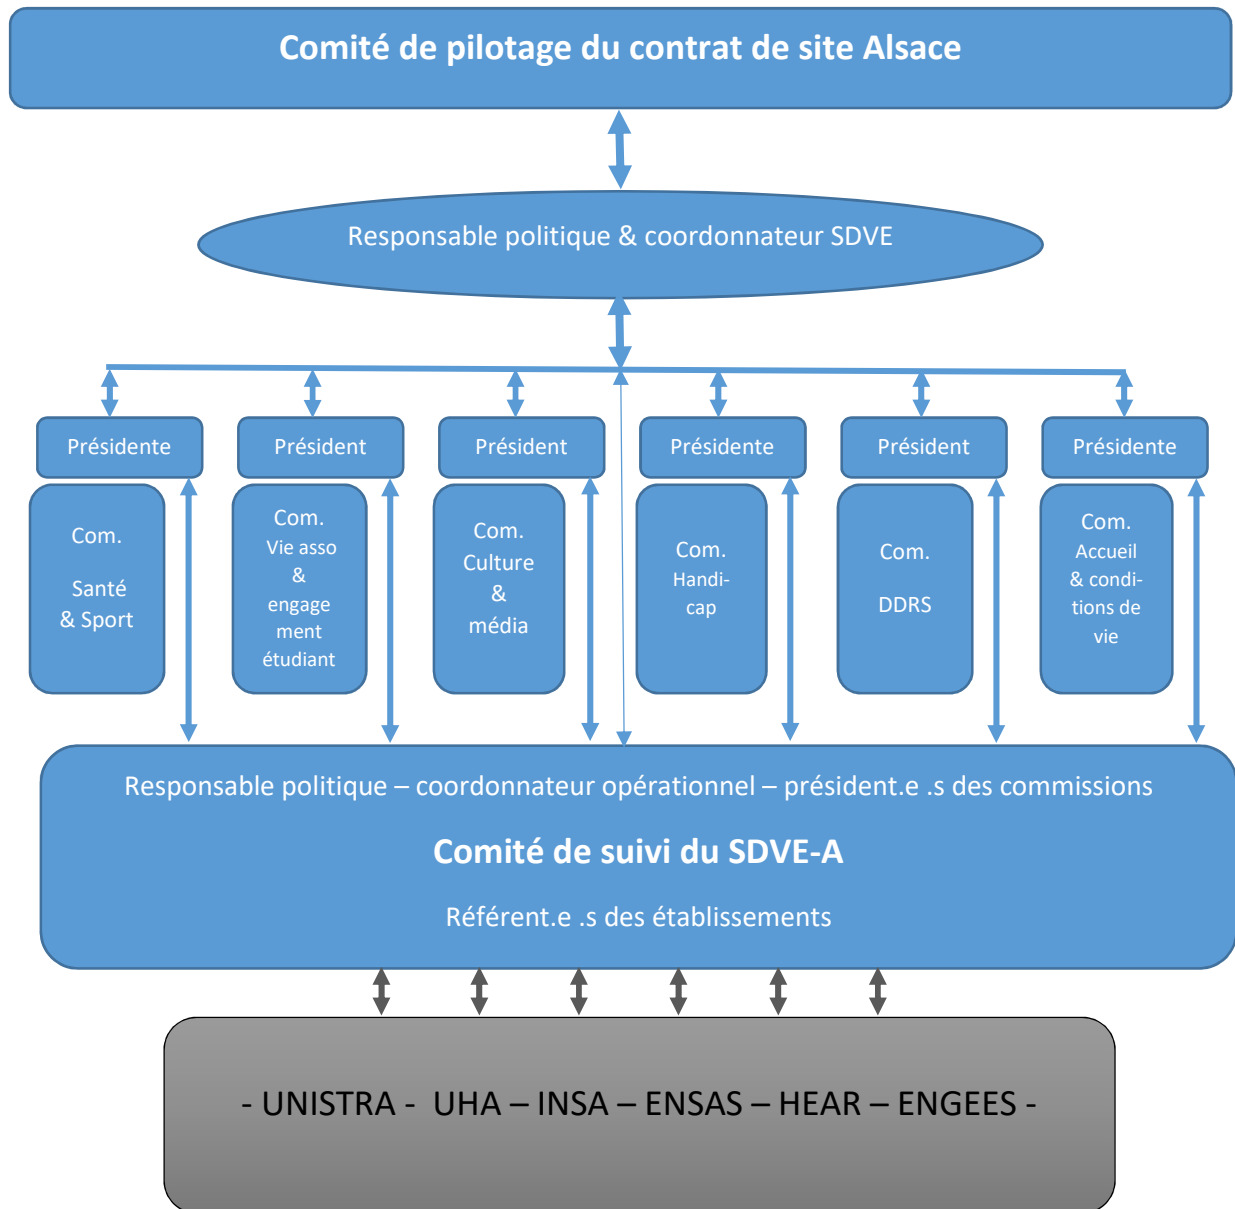 Comité de pilotage du contrat de site Alsace
Responsable politique & coordonnateur SDVE
Présidente
Président
Président
Présidente
Président
Présidente
Com.
Santé
& Sport
Com.
Vie asso
&
engage
ment
étudiant
Com.
Culture
&
média
Com.
Handi-
cap
Com.
DDRS
Com.
Accueil
& condi-
tions de
vie
Responsable politique – coordonnateur opérationnel – président.e .s des commissions
Comité de suivi du SDVE-A
Référent.e .s des établissements
- UNISTRA - UHA – INSA – ENSAS – HEAR – ENGEES -